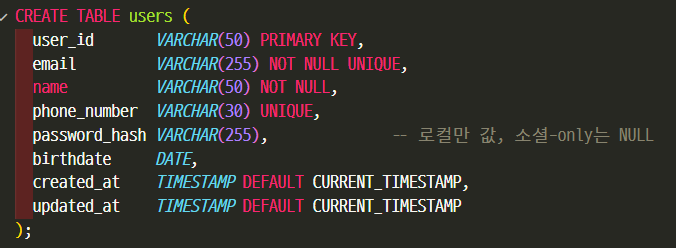 CREATE TABLE users (
user_id VARCHAR(50) PRIMARY KEY,
email VARCHAR(255) NOT NULL UNIQUE,
name VARCHAR(50) NOT NULL,
phone_number VARCHAR(30) UNIQUE,
password_hash VARCHAR(255), -- 로컬만 값, 소셜-only는 NULL
birthdate DATE,
created_at TIMESTAMP DEFAULT CURRENT_TIMESTAMP,
updated_at TIMESTAMP DEFAULT CURRENT_TIMESTAMP
);